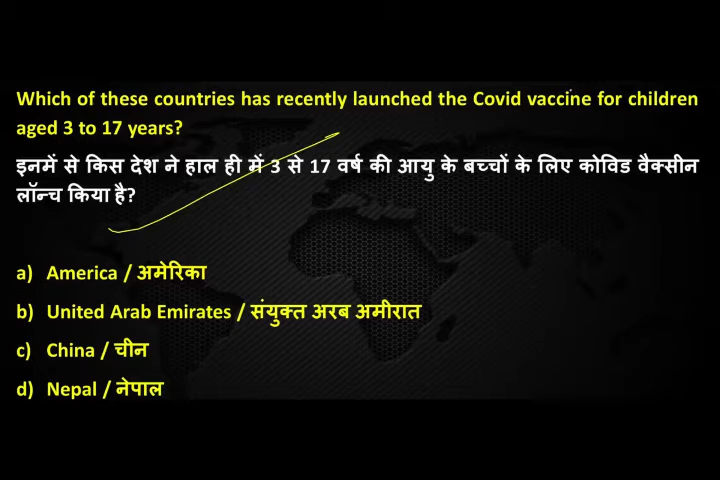 Which of these countries has recently launched the Covid vaccine for children
aged 3 to 17 years?
इनमें से किस देश ने हाल ही में 3 से 17 वर्ष की आयु के बच्चों के लिए कोविड वैक्सीन
लॉन्च किया है?
a) America / अमेरिका
b) United Arab Emirates / संयुक्त अरब अमीरात
c) China / चीन
d) Nepal / नेपाल